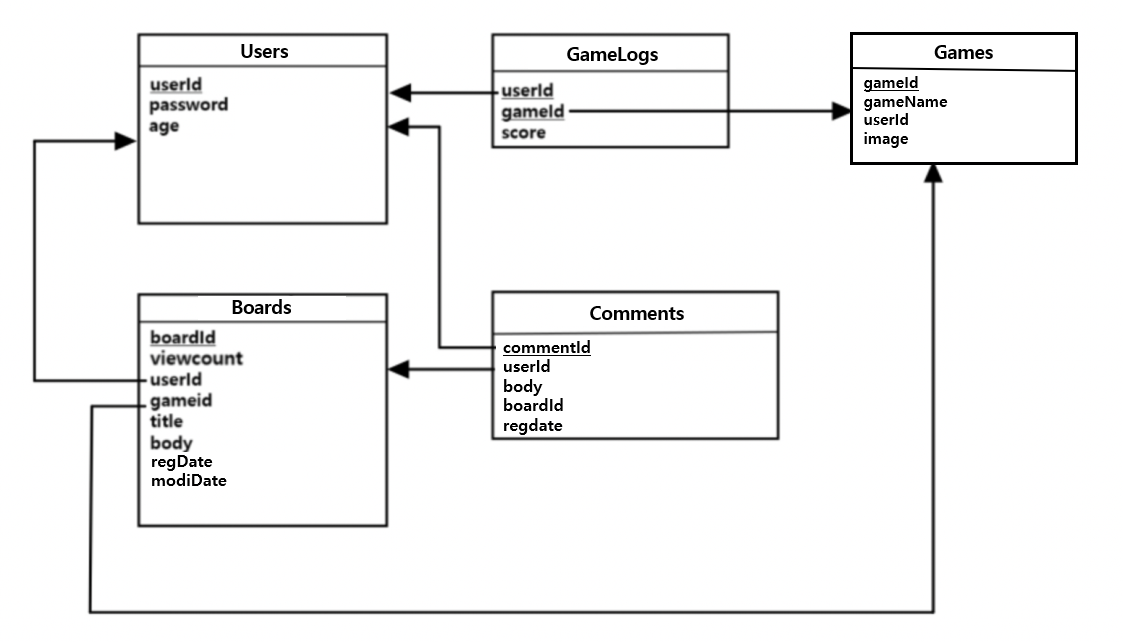 Users
userId
password
age
GameLogs
userId
gameId
score
Games
gameId
gameName
userId
image
Boards
boardId
viewcount
userId
gameid
title
body
regDate
modiDate
Comments
commentId
userId
body
boardId
regdate